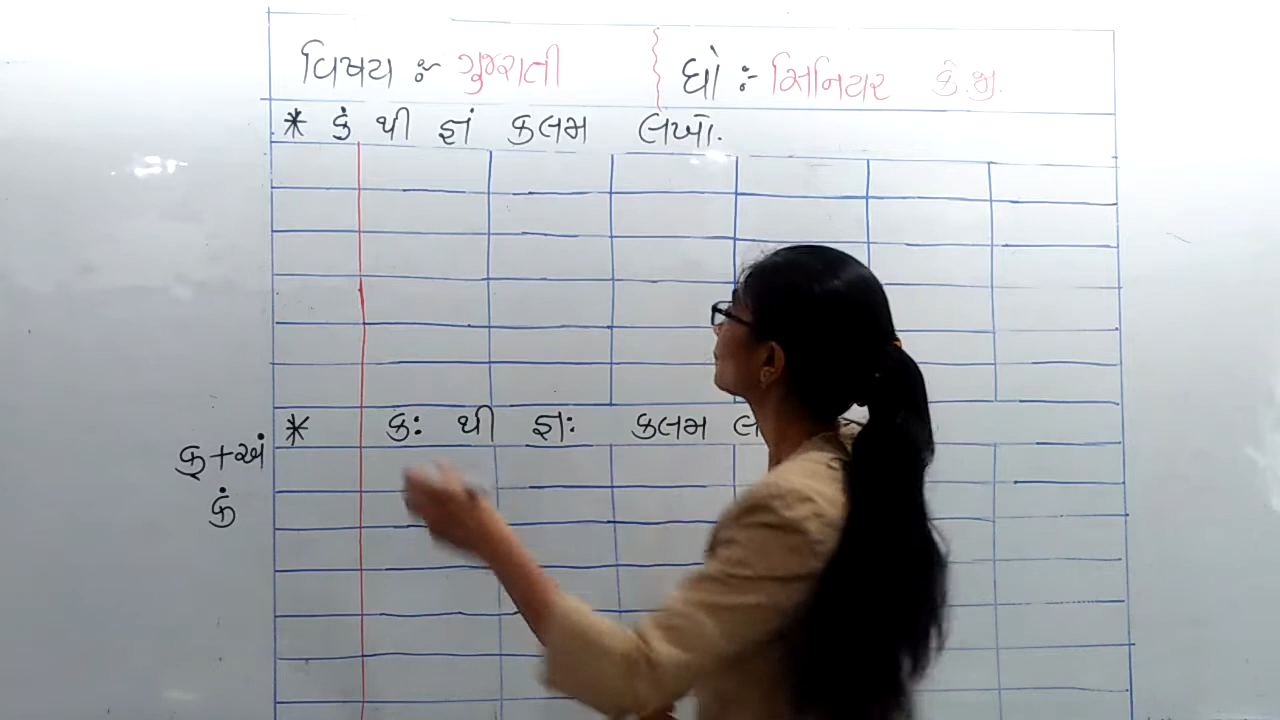 વિષય :- ગુજરાતી ધો :- સિનિયર કે.જી.
* કં થી જ્ઞં કલમ લખો.
* કઃ થી જ્ઞઃ કલમ
ક+અં
કં